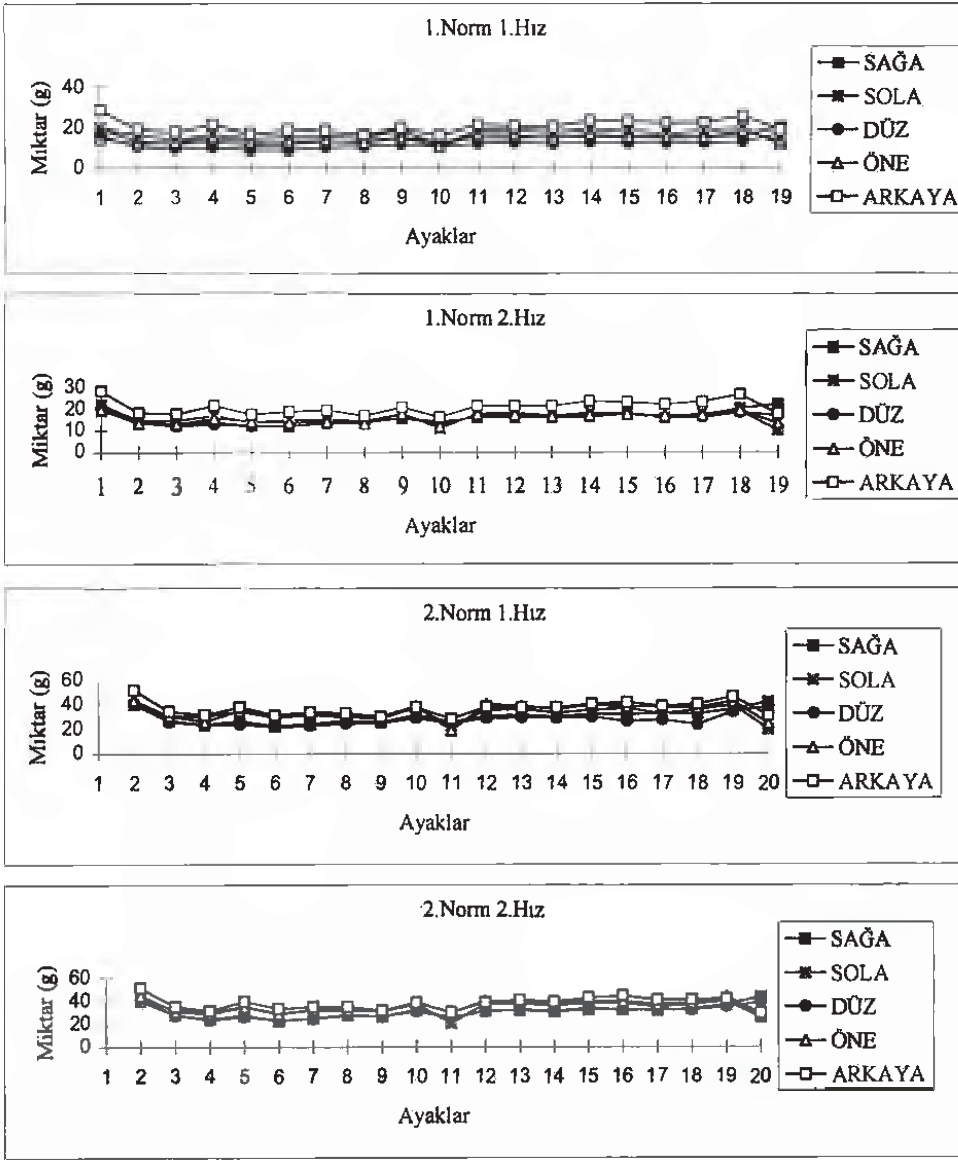 1.Norm 1.Hız
Miktar (g)
40
20
0
1 2 3 4 5 6 7 8 9 10 11 12 13 14 15 16 17 18 19
Ayaklar
SAĞA
SOLA
DÜZ
ÖNE
ARKAYA
1.Norm 2.Hız
Miktar (g)
30
20
10
0
1 2 3 4 5 6 7 8 9 10 11 12 13 14 15 16 17 18 19
Ayaklar
SAĞA
SOLA
DÜZ
ÖNE
ARKAYA
2.Norm 1.Hız
Miktar (g)
60
40
20
0
1 2 3 4 5 6 7 8 9 10 11 12 13 14 15 16 17 18 19 20
Ayaklar
SAĞA
SOLA
DÜZ
ÖNE
ARKAYA
2.Norm 2.Hız
Miktar (g)
60
40
20
0
1 2 3 4 5 6 7 8 9 10 11 12 13 14 15 16 17 18 19 20
Ayaklar
SAĞA
SOLA
DÜZ
ÖNE
ARKAYA